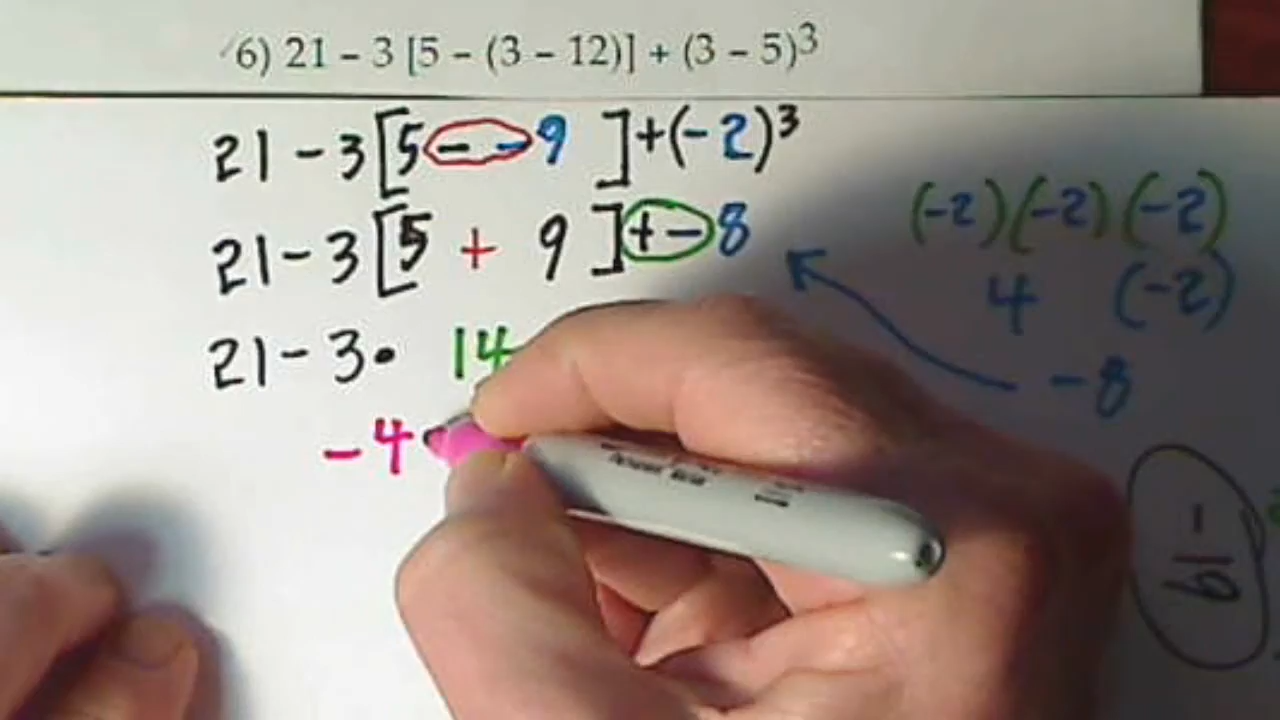 6) 21 – 3 [5 – (3 – 12)] + (3 – 5)³
21 – 3 [5 – – 9 ] + (-2)³
21 – 3 [5 + 9 ] + – 8
21 – 3 • 14
– 4
(-2) (-2) (-2)
4 (-2)
– 8